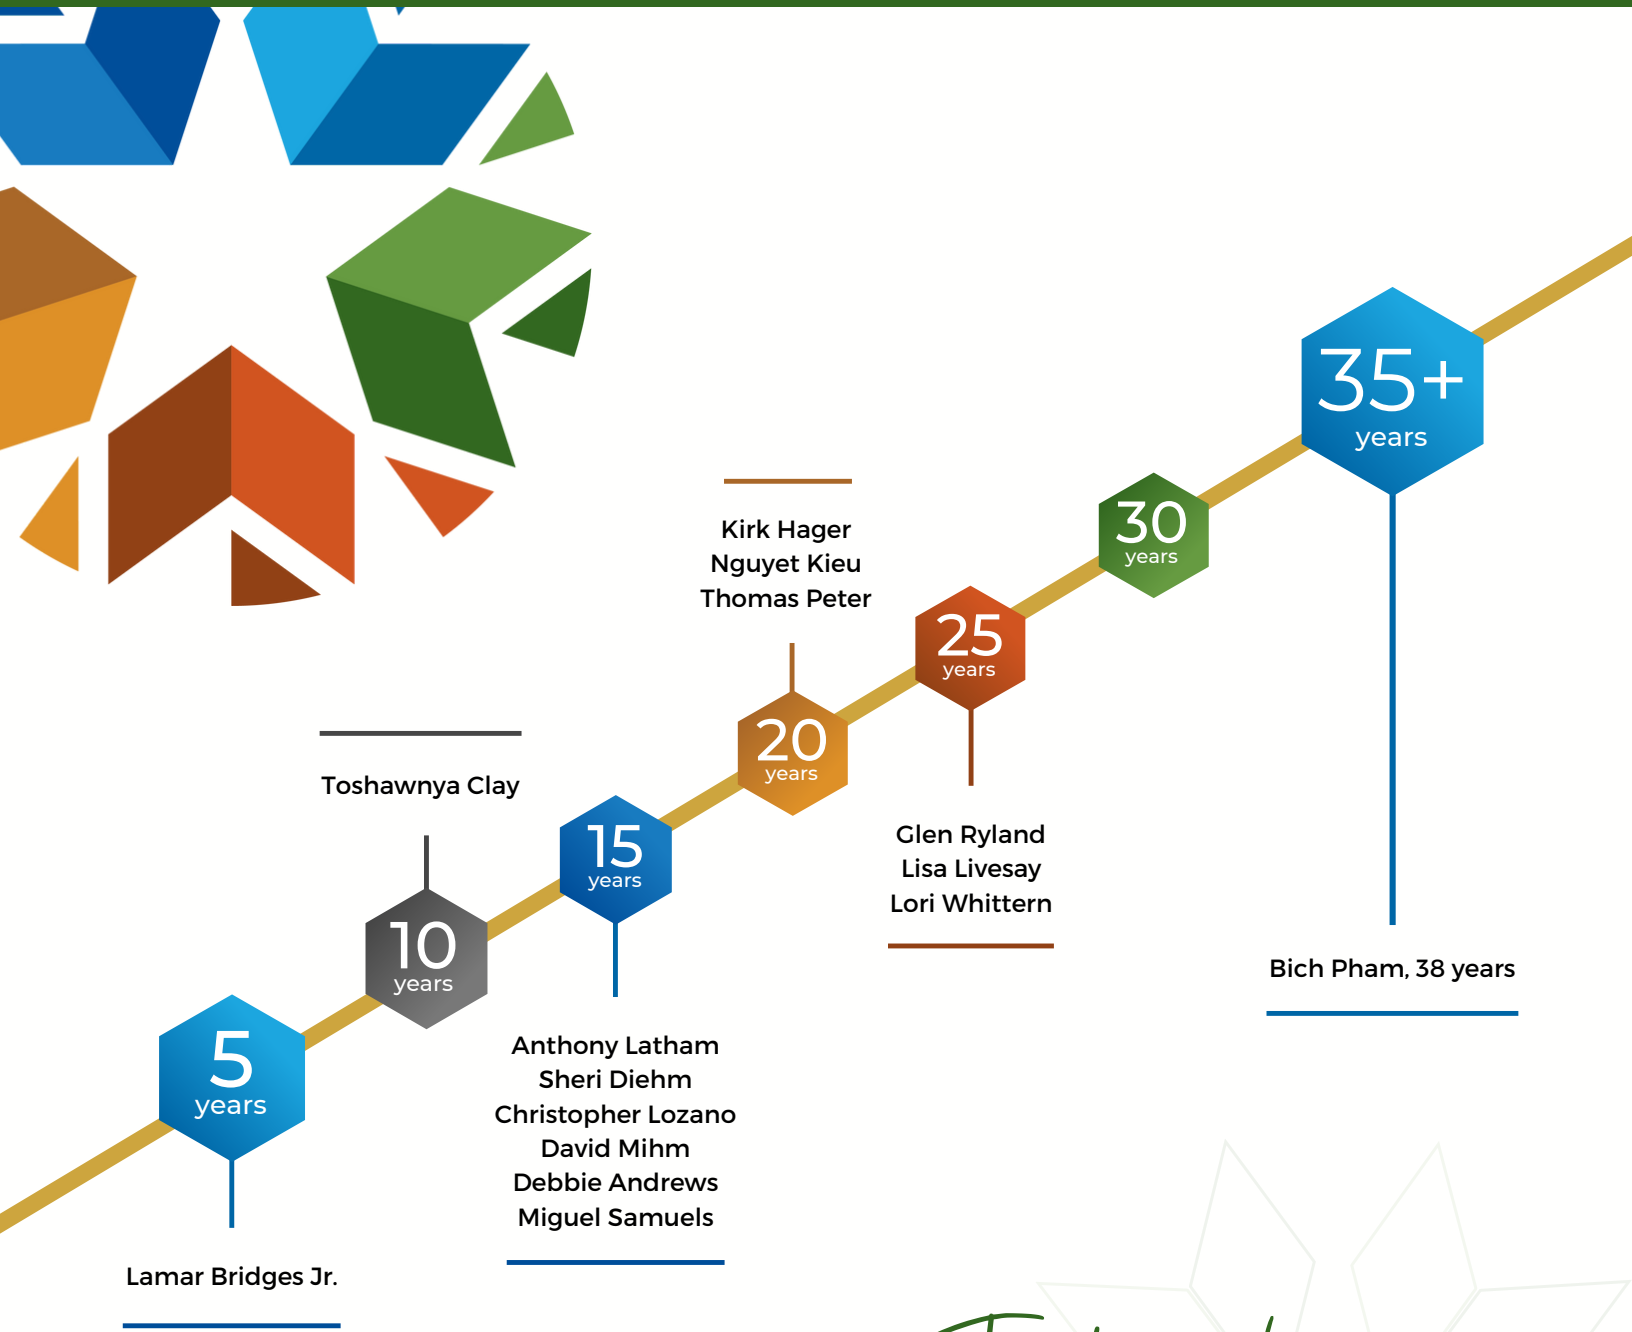 35+
years
30
years
Kirk Hager
Nguyet Kieu
Thomas Peter
25
years
20
years
Toshawnya Clay
15
years
Glen Ryland
Lisa Livesay
Lori Whittern
10
years
Bich Pham, 38 years
5
years
Anthony Latham
Sheri Diehm
Christopher Lozano
David Mihm
Debbie Andrews
Miguel Samuels
Lamar Bridges Jr.